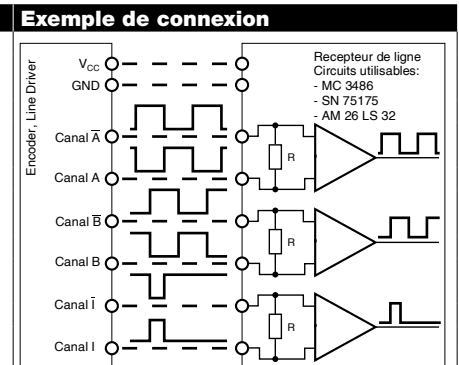 Exemple de connexion
Encoder, Line Driver
V_CC
GND
Canal A̅
Canal A
Canal B̅
Canal B
Canal I̅
Canal I
Recepteur de ligne
Circuits utilisables:
- MC 3486
- SN 75175
- AM 26 LS 32
R
R
R